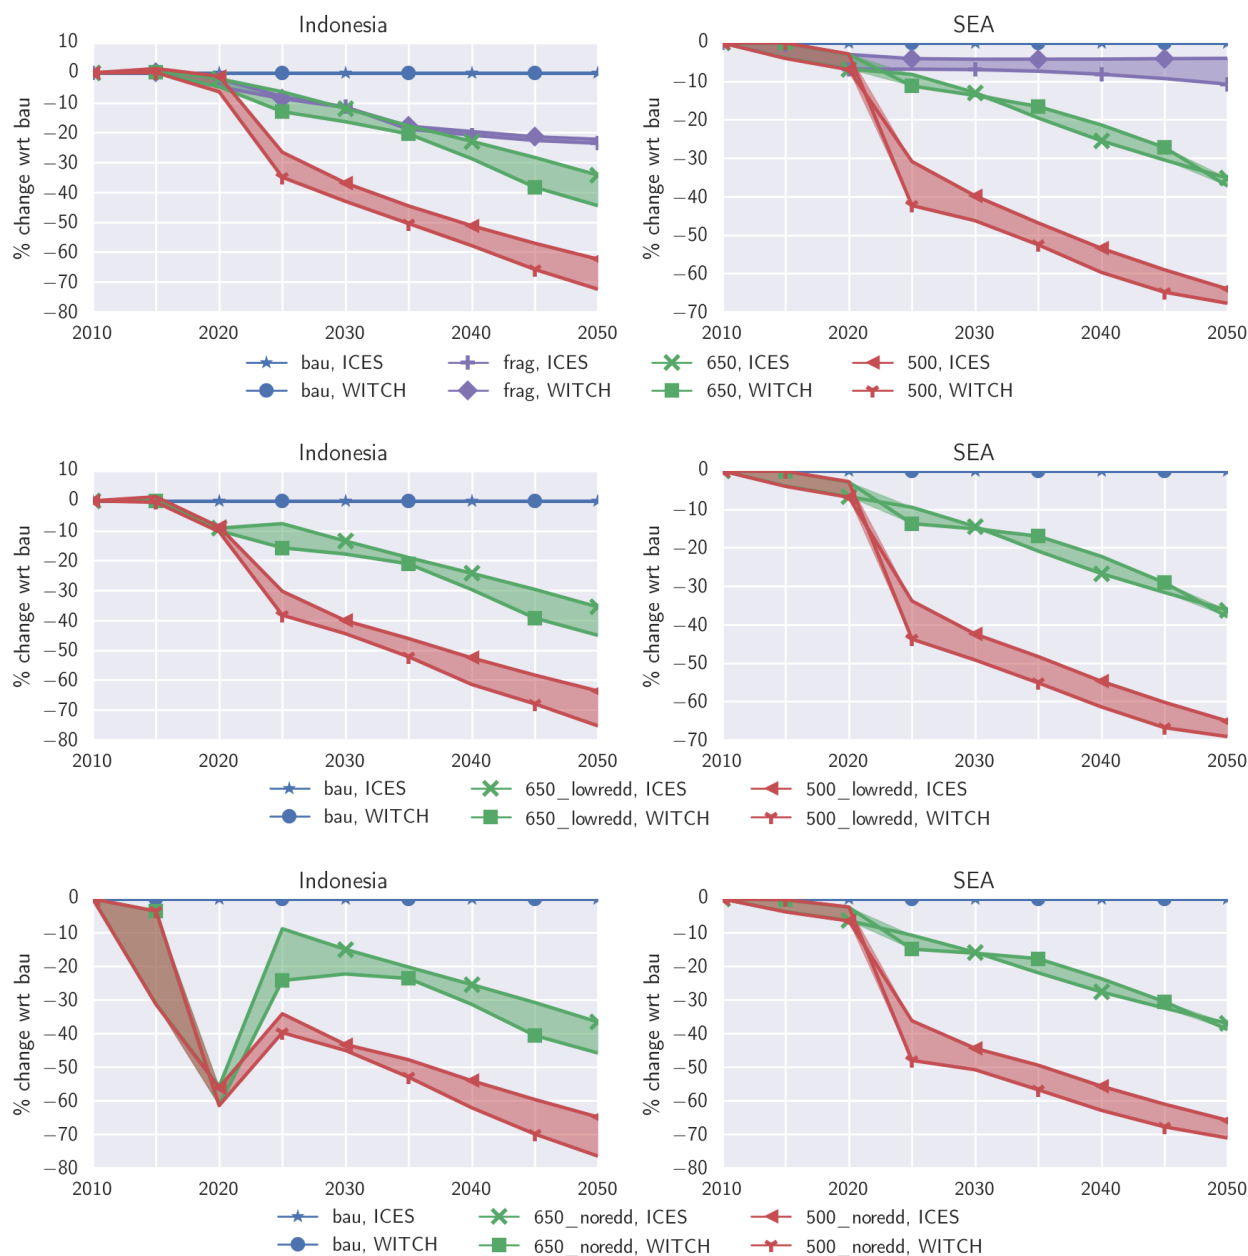 Indonesia SEA
10 0
0 −10
−10 −20
−20 −30
−30 −40
−40 −50
−50 −60
−60 −70
−70
−80
% change wrt bau % change wrt bau
2010 2020 2030 2040 2050 2010 2020 2030 2040 2050
bau, ICES frag, ICES 650, ICES 500, ICES
bau, WITCH frag, WITCH 650, WITCH 500, WITCH
Indonesia SEA
10 0
0 −10
−10 −20
−20 −30
−30 −40
−40 −50
−50 −60
−60 −70
−70
−80
% change wrt bau % change wrt bau
2010 2020 2030 2040 2050 2010 2020 2030 2040 2050
bau, ICES 650_lowredd, ICES 500_lowredd, ICES
bau, WITCH 650_lowredd, WITCH 500_lowredd, WITCH
Indonesia SEA
0 0
−10 −10
−20 −20
−30 −30
−40 −40
−50 −50
−60 −60
−70 −70
−80 −80
% change wrt bau % change wrt bau
2010 2020 2030 2040 2050 2010 2020 2030 2040 2050
bau, ICES 650_noredd, ICES 500_noredd, ICES
bau, WITCH 650_noredd, WITCH 500_noredd, WITCH